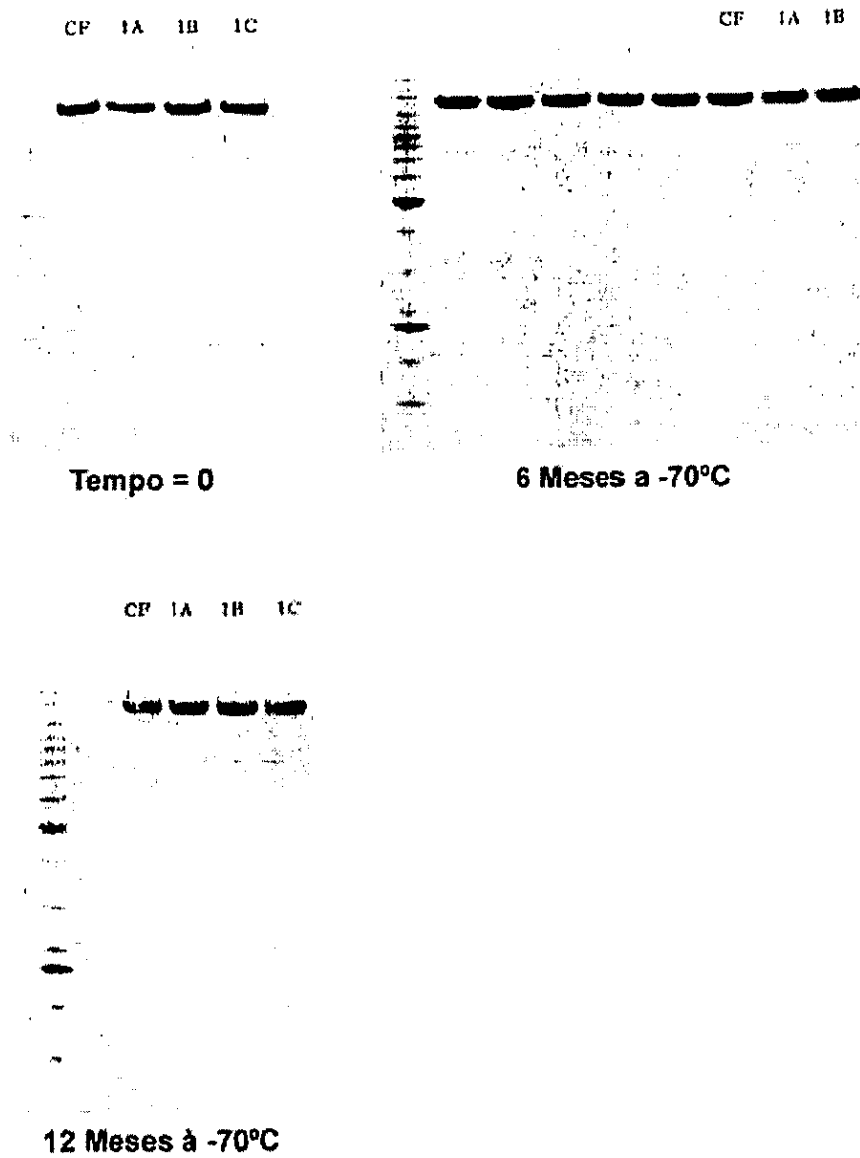 CF 1A 1B 1C
CF 1A 1B
Tempo = 0
6 Meses a -70ºC
CF 1A 1B 1C
12 Meses à -70ºC